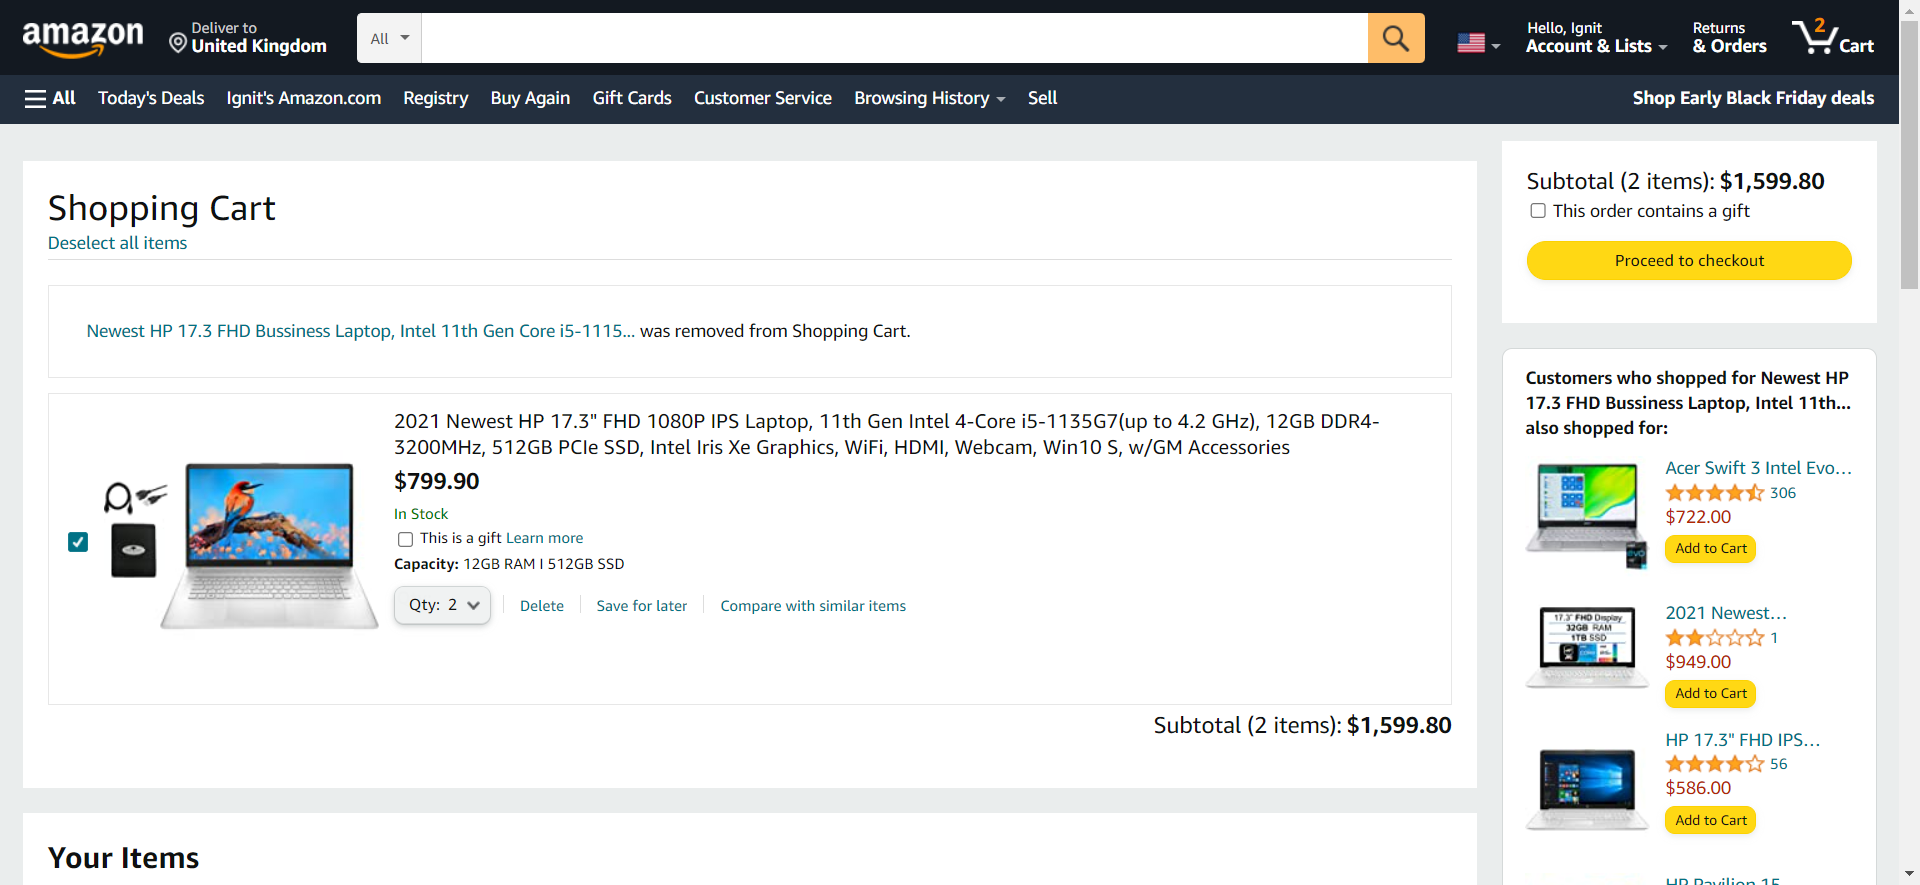 amazon
Deliver to
United Kingdom
All
Hello, Ignit
Account & Lists
Returns
& Orders
2
Cart
All
Today's Deals
Ignit's Amazon.com
Registry
Buy Again
Gift Cards
Customer Service
Browsing History
Sell
Shop Early Black Friday deals
Shopping Cart
Deselect all items
Newest HP 17.3 FHD Bussiness Laptop, Intel 11th Gen Core i5-1115... was removed from Shopping Cart.
2021 Newest HP 17.3" FHD 1080P IPS Laptop, 11th Gen Intel 4-Core i5-1135G7(up to 4.2 GHz), 12GB DDR4-
3200MHz, 512GB PCIe SSD, Intel Iris Xe Graphics, WiFi, HDMI, Webcam, Win10 S, w/GM Accessories
$799.90
In Stock
This is a gift Learn more
Capacity: 12GB RAM I 512GB SSD
Qty: 2
Delete
Save for later
Compare with similar items
Subtotal (2 items): $1,599.80
Your Items
Subtotal (2 items): $1,599.80
This order contains a gift
Proceed to checkout
Customers who shopped for Newest HP
17.3 FHD Bussiness Laptop, Intel 11th...
also shopped for:
Acer Swift 3 Intel Evo...
306
$722.00
Add to Cart
evo
17.3" FHD Display
32GB RAM
1TB SSD
2021 Newest...
1
$949.00
Add to Cart
HP 17.3" FHD IPS...
56
$586.00
Add to Cart
HP Pavilion 15